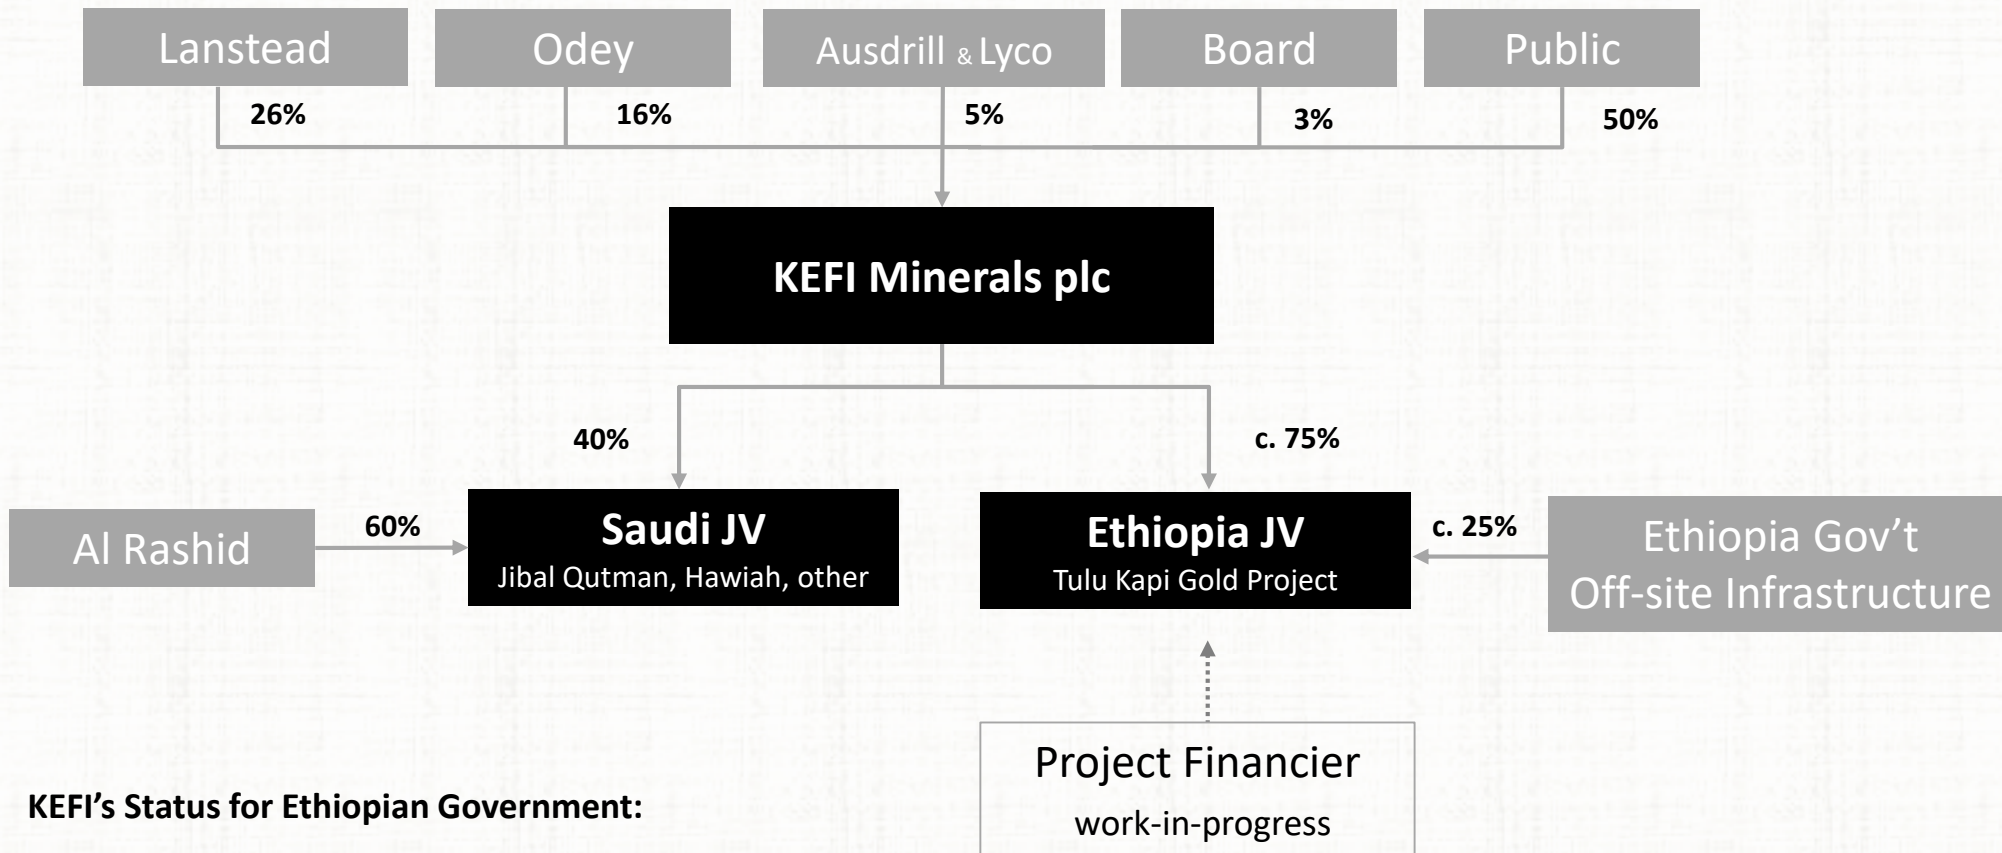 Lanstead
Odey
Ausdrill & Lyco
Board
Public
26%
16%
5%
3%
50%
KEFI Minerals plc
40%
c. 75%
Al Rashid
60%
Saudi JV
Jibal Qutman, Hawiah, other
Ethiopia JV
Tulu Kapi Gold Project
c. 25%
Ethiopia Gov't
Off-site Infrastructure
Project Financier
work-in-progress
KEFI's Status for Ethiopian Government: